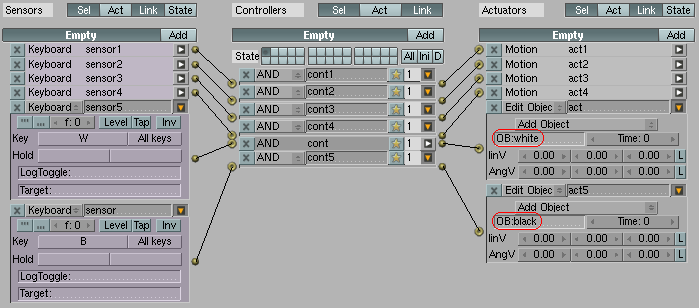 Sensors Sel Act Link State
Controllers Sel Act Link
Actuators Sel Act Link State
Empty Add
Empty Add
Empty Add
State All Ini D
Keyboard sensor1
Keyboard sensor2
Keyboard sensor3
Keyboard sensor4
Keyboard sensor5
f: 0 Level Tap Inv
Key W All keys
Hold
LogToggle:
Target:
Keyboard sensor
f: 0 Level Tap Inv
Key B All keys
Hold
LogToggle:
Target:
AND cont1 1
AND cont2 1
AND cont3 1
AND cont4 1
AND cont 1
AND cont5 1
Motion act1
Motion act2
Motion act3
Motion act4
Edit Objec act
Add Object
OB:white Time: 0
linV 0.00 0.00 0.00 L
AngV 0.00 0.00 0.00 L
Edit Objec act5
Add Object
OB:black Time: 0
linV 0.00 0.00 0.00 L
AngV 0.00 0.00 0.00 L